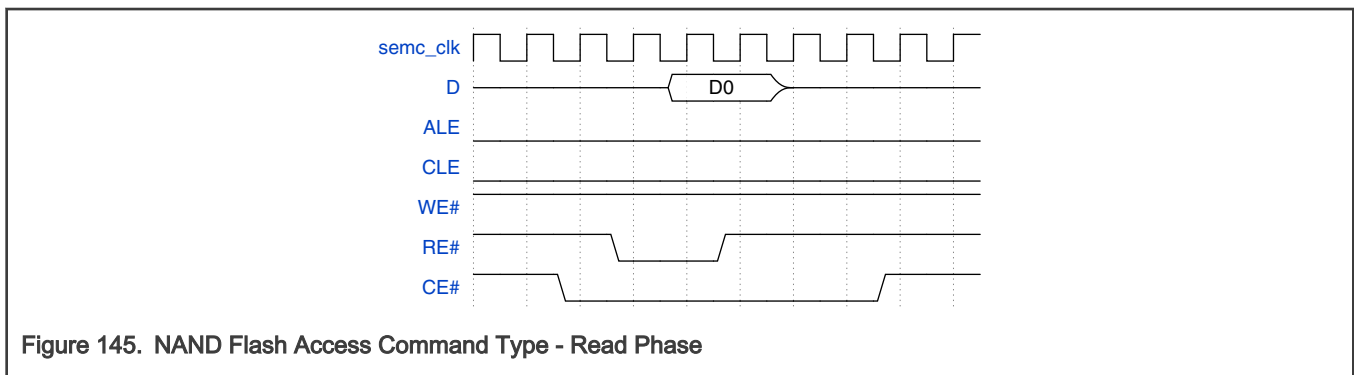 semc_clk
D
D0
ALE
CLE
WE#
RE#
CE#
Figure 145. NAND Flash Access Command Type - Read Phase